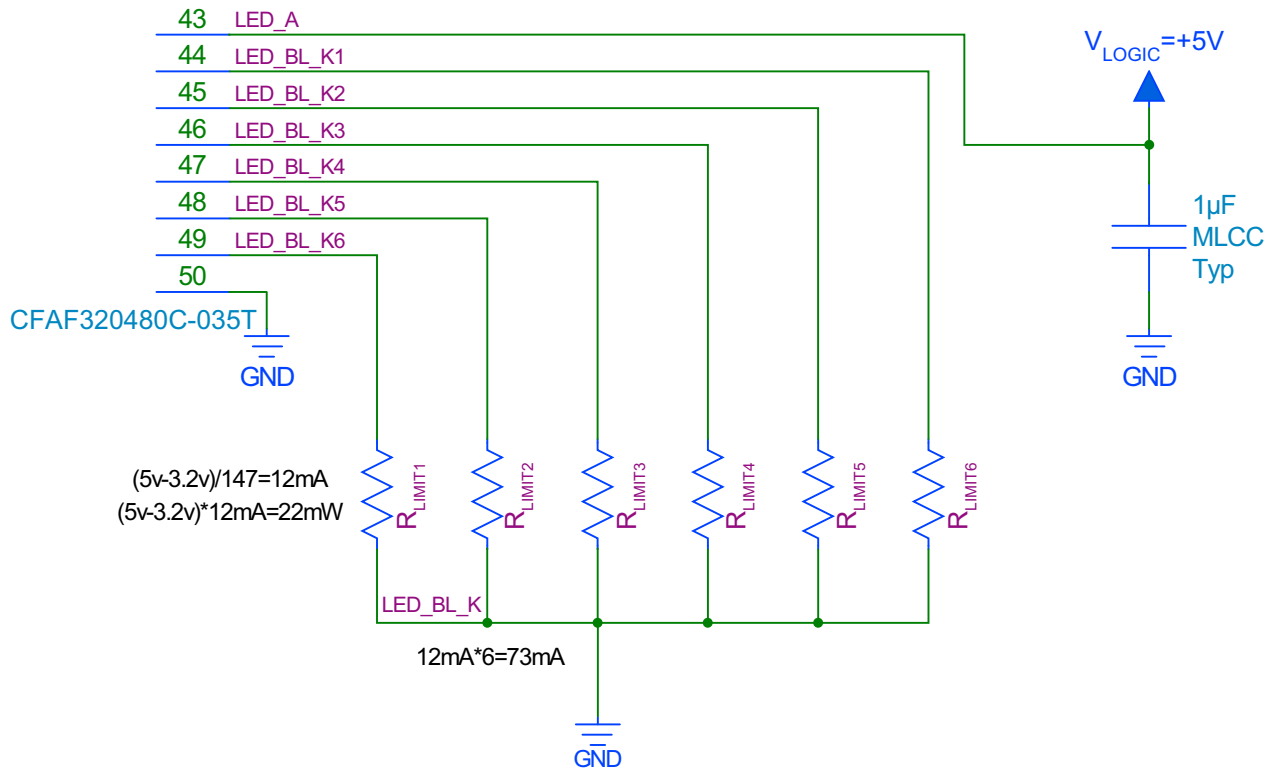 43 LED_A
44 LED_BL_K1
45 LED_BL_K2
46 LED_BL_K3
47 LED_BL_K4
48 LED_BL_K5
49 LED_BL_K6
50
CFAF320480C-035T
GND
VLOGIC=+5V
1µF
MLCC
Typ
GND
(5v-3.2v)/147=12mA
(5v-3.2v)*12mA=22mW
RLIMIT1
RLIMIT2
RLIMIT3
RLIMIT4
RLIMIT5
RLIMIT6
LED_BL_K
12mA*6=73mA
GND